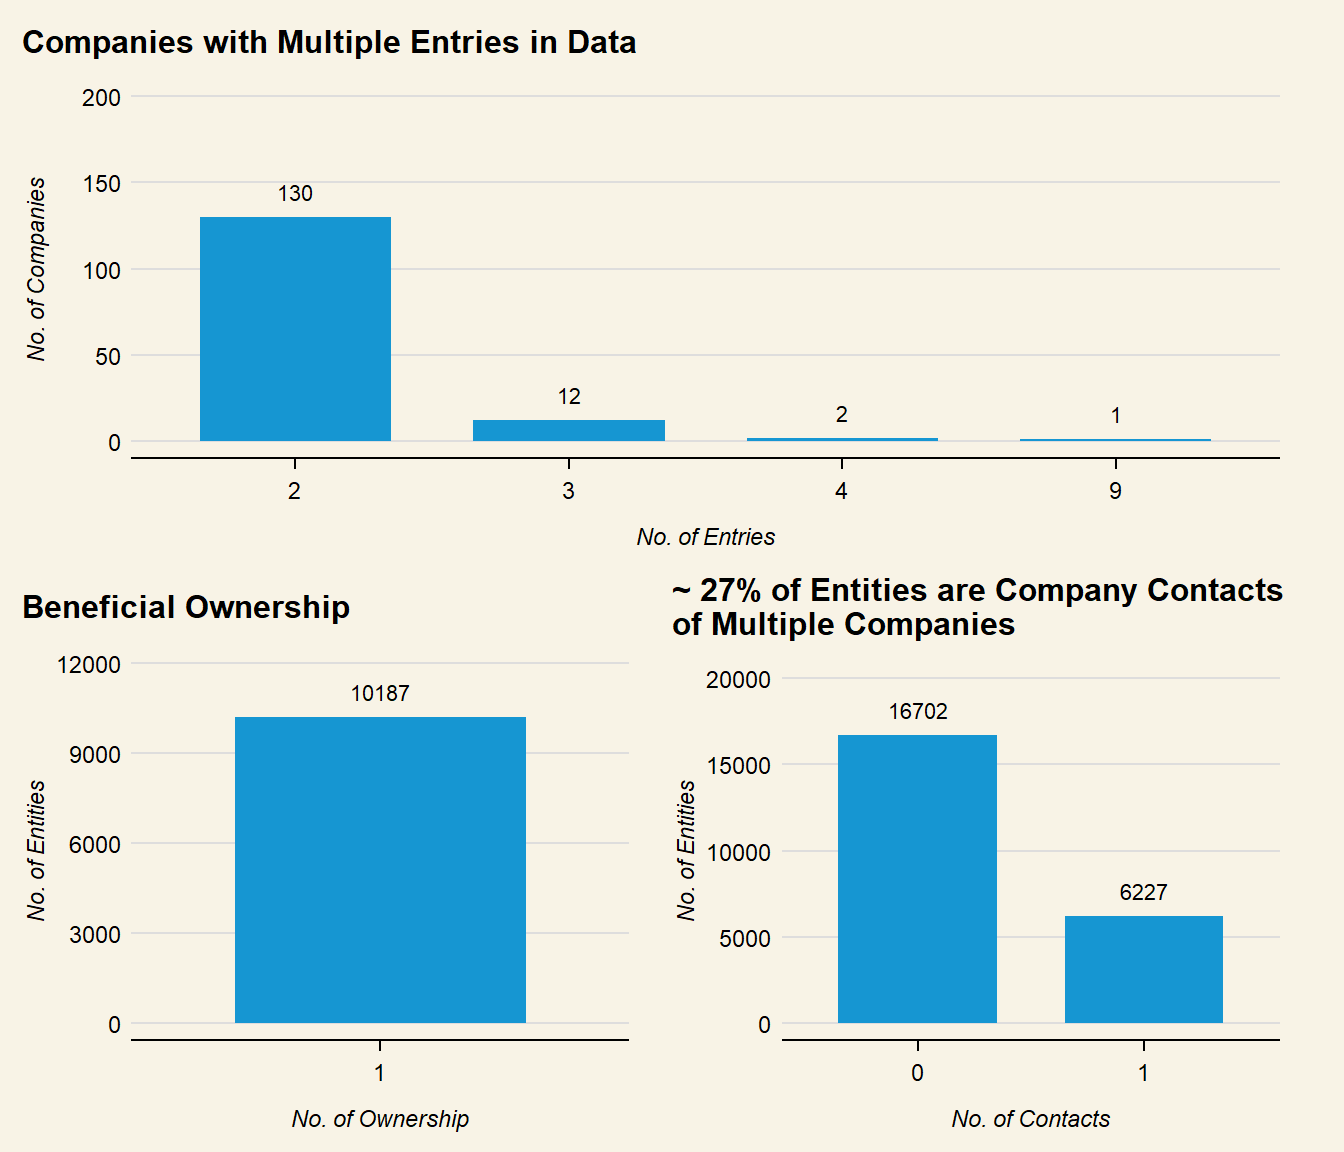 Companies with Multiple Entries in Data
200
150
100
50
0
No. of Companies
130
12
2
1
2
3
4
9
No. of Entries
Beneficial Ownership
12000
9000
6000
3000
0
No. of Entities
10187
1
No. of Ownership
~ 27% of Entities are Company Contacts
of Multiple Companies
20000
15000
10000
5000
0
No. of Entities
16702
6227
0
1
No. of Contacts